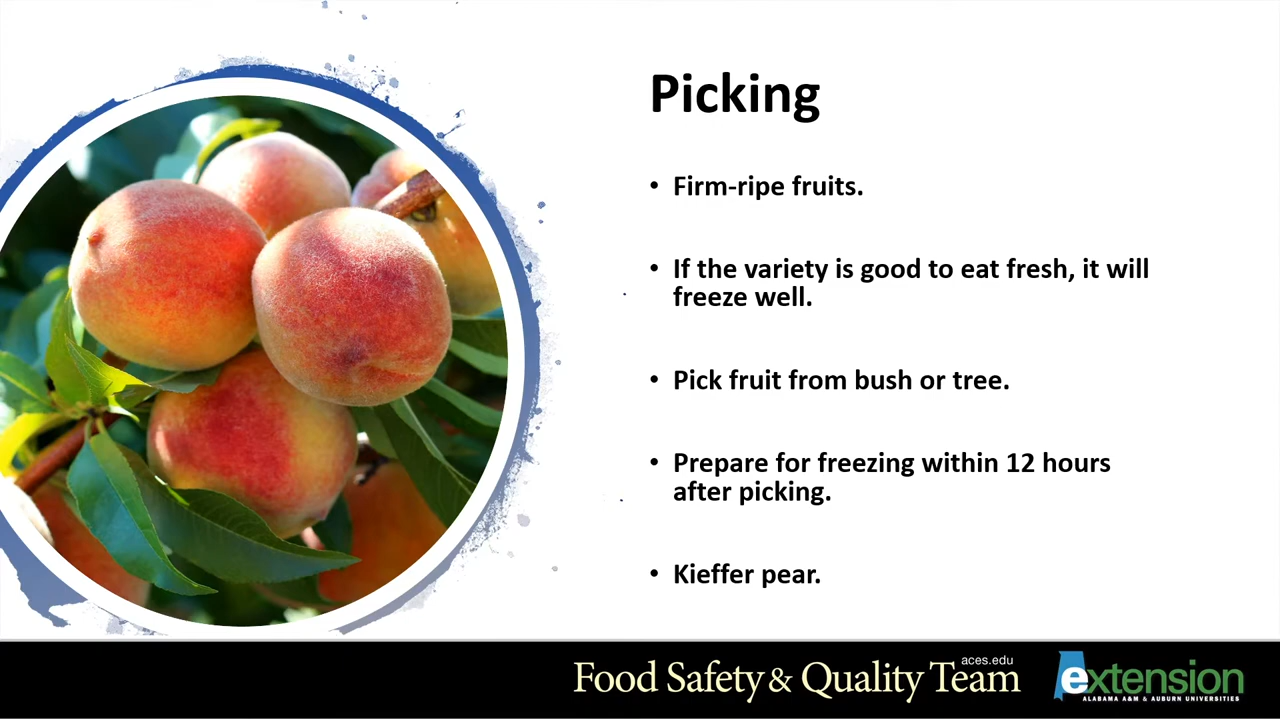 Picking
• Firm-ripe fruits.
• If the variety is good to eat fresh, it will
freeze well.
• Pick fruit from bush or tree.
• Prepare for freezing within 12 hours
after picking.
• Kieffer pear.
aces.edu
Food Safety & Quality Team
extension
ALABAMA A&M & AUBURN UNIVERSITIES